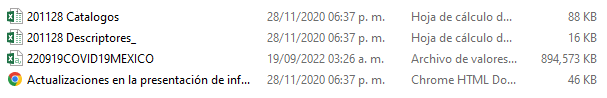 201128 Catalogos 28/11/2020 06:37 p. m. Hoja de cálculo d... 88 KB
201128 Descriptores_ 28/11/2020 06:37 p. m. Hoja de cálculo d... 16 KB
220919COVID19MEXICO 19/09/2022 03:26 a. m. Archivo de valores... 894,573 KB
Actualizaciones en la presentación de inf... 28/11/2020 06:37 p. m. Chrome HTML Do... 46 KB